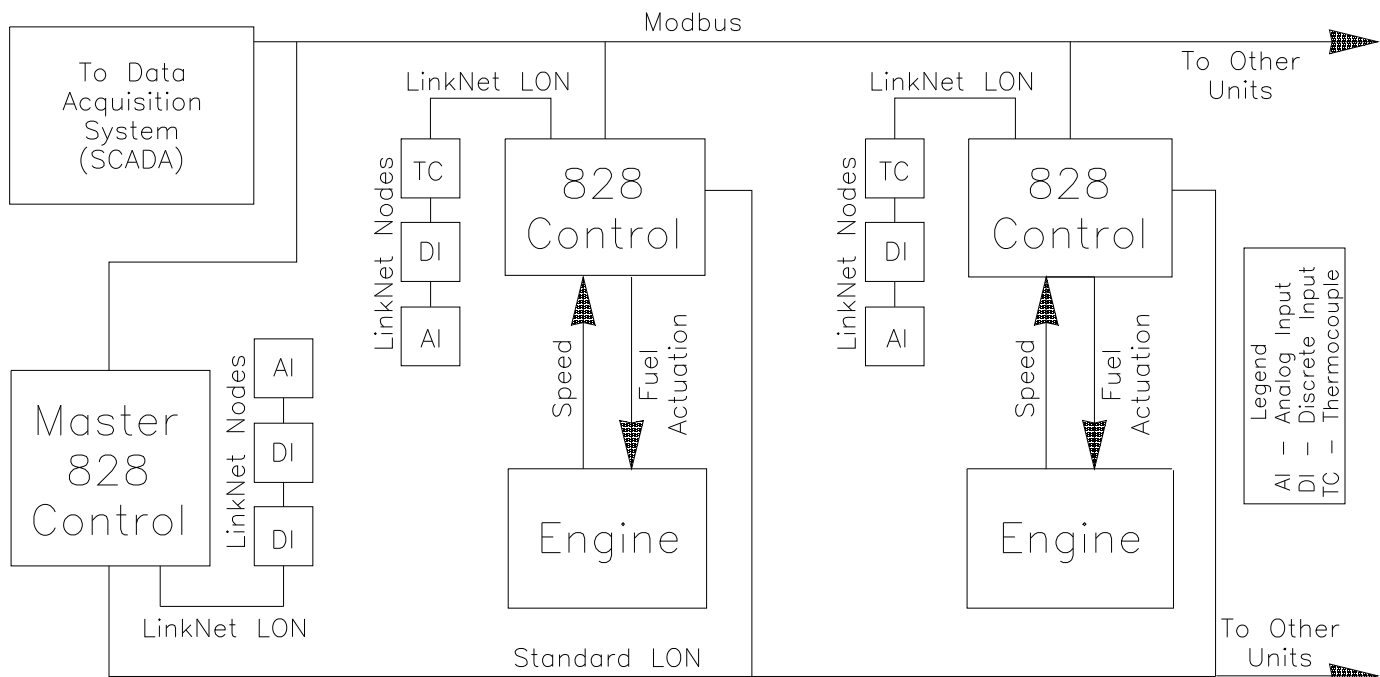 Modbus
To Data
Acquisition
System
(SCADA)
To Other
Units
LinkNet LON
LinkNet Nodes
TC
DI
AI
828
Control
Speed
Fuel
Actuation
Engine
LinkNet LON
LinkNet Nodes
TC
DI
AI
828
Control
Speed
Fuel
Actuation
Engine
Legend
AI – Analog Input
DI – Discrete Input
TC – Thermocouple
Master
828
Control
LinkNet Nodes
AI
DI
DI
LinkNet LON
Standard LON
To Other
Units